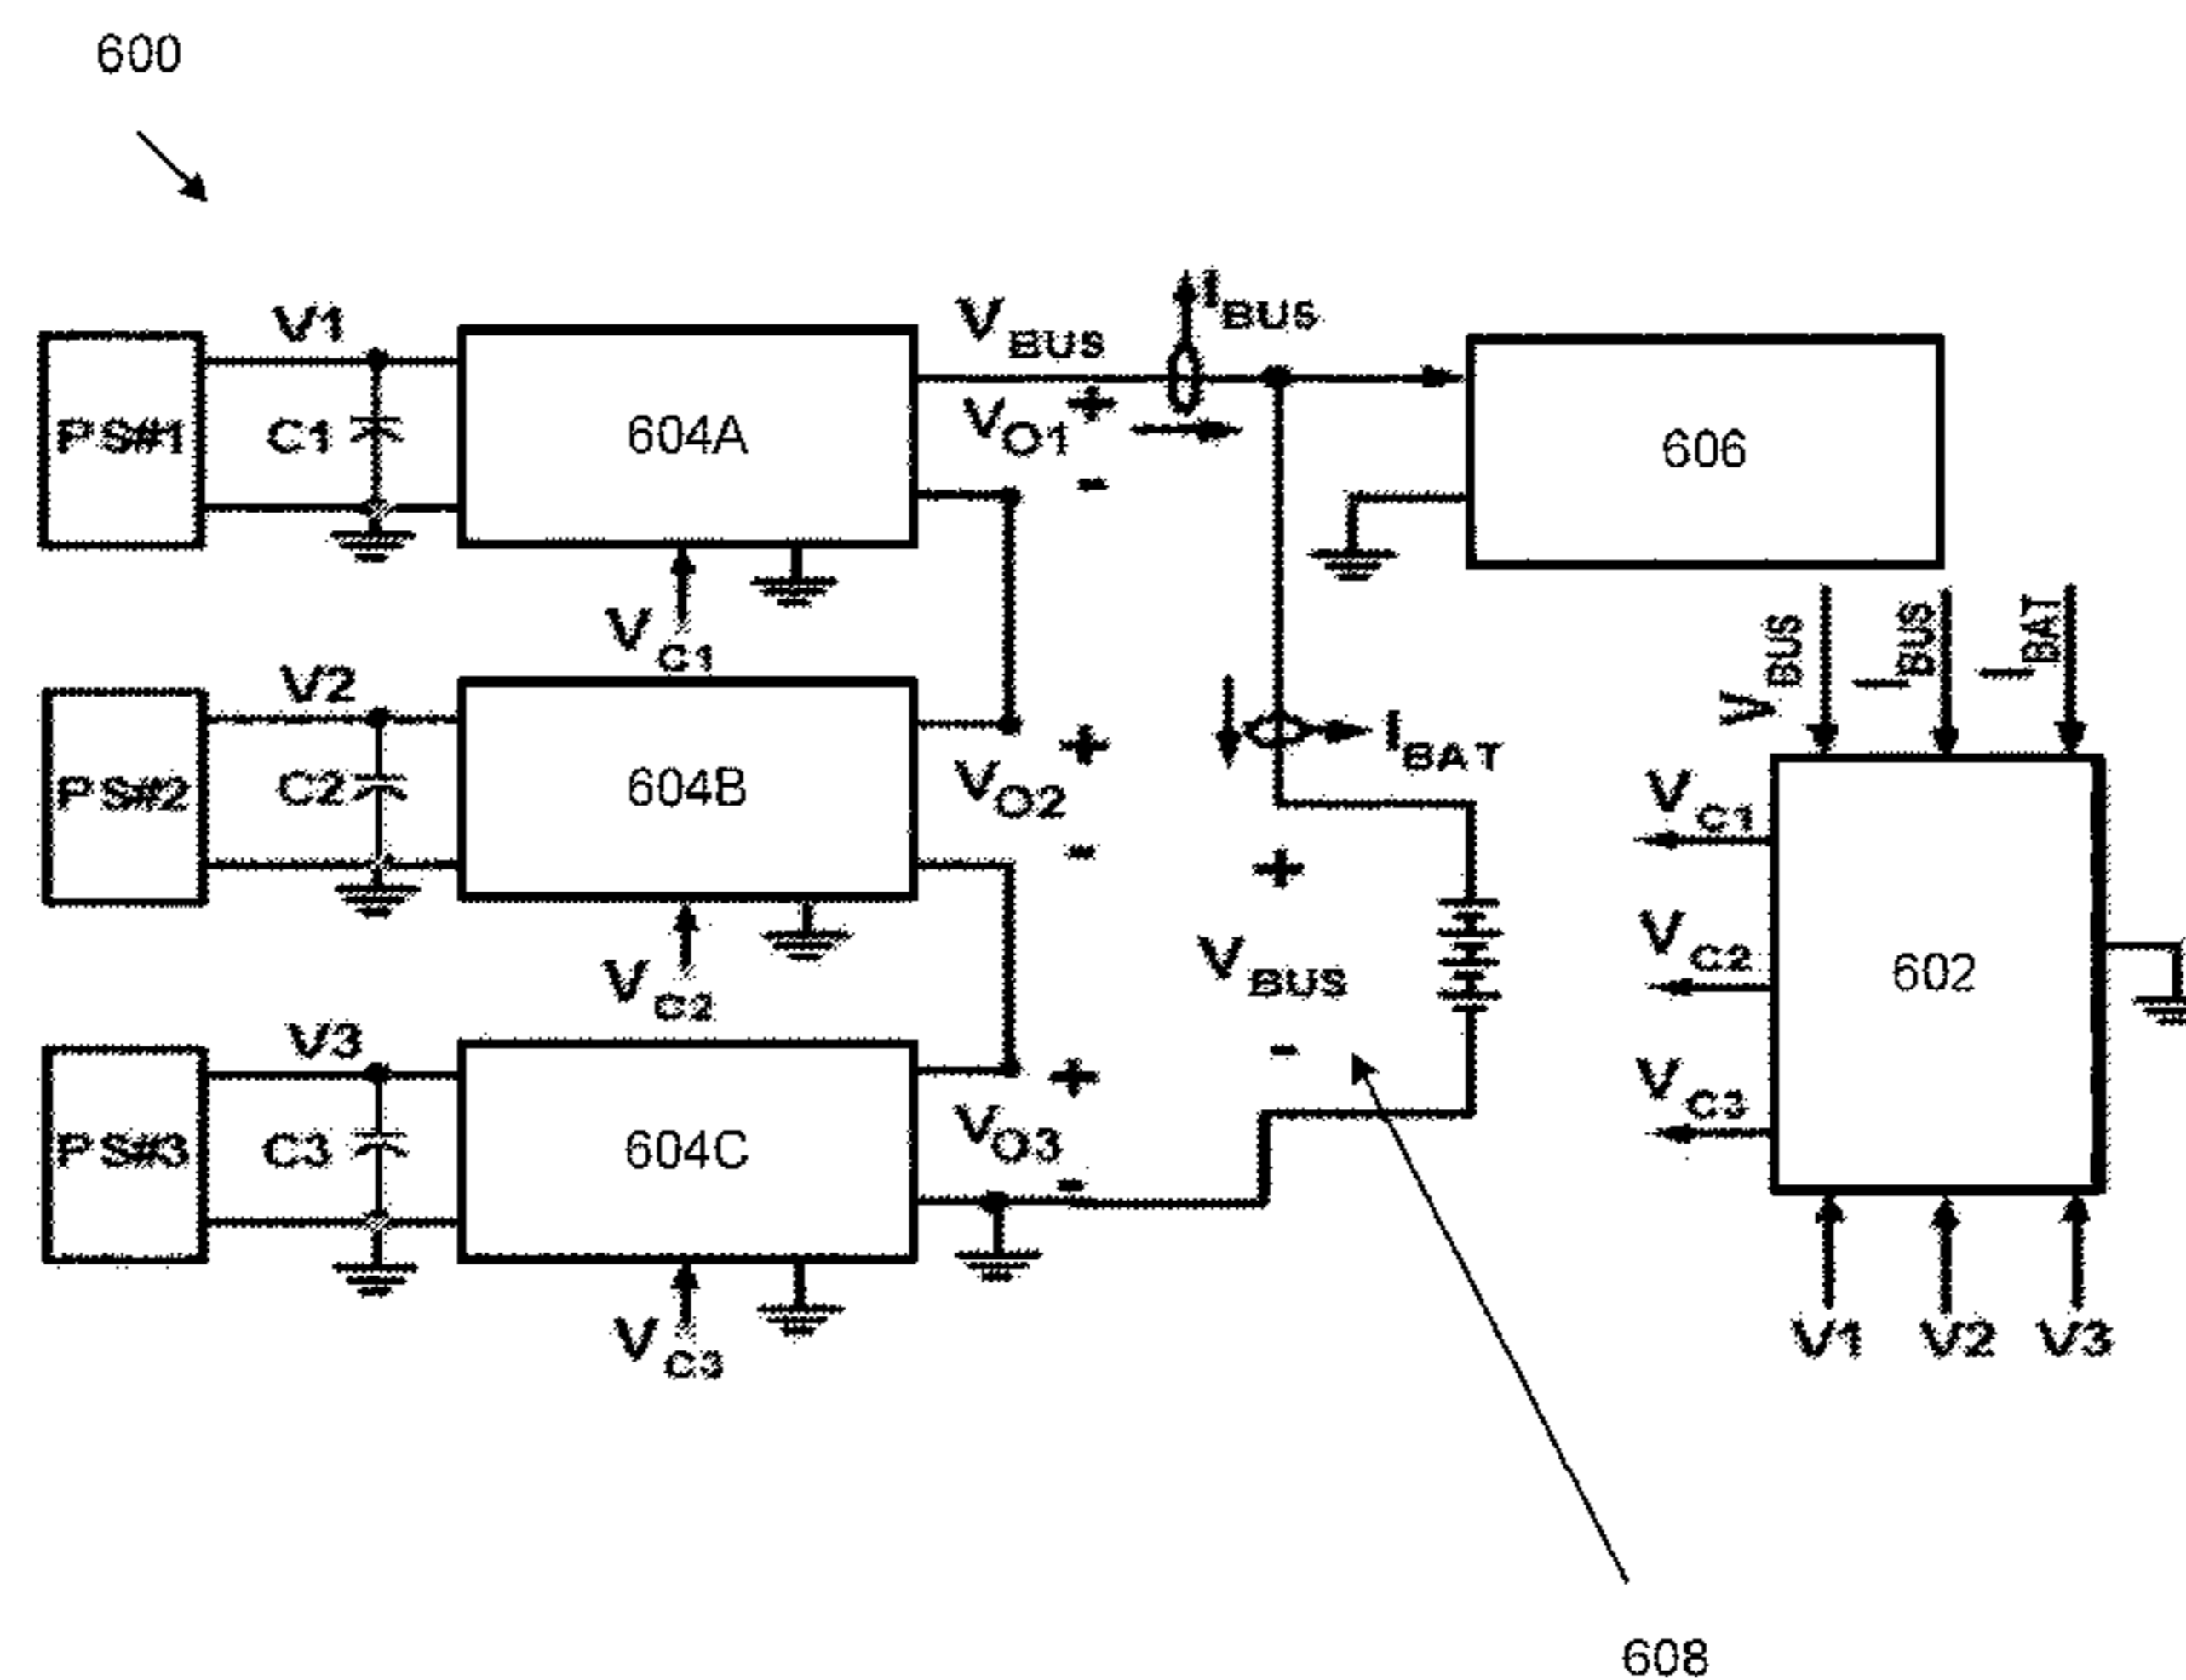 600
V1
PS#1
C1
604A
VBUS
VO1
+
-
IBUS
606
VC1
V2
PS#2
C2
604B
VO2
+
-
IBAT
VC2
V3
PS#3
C3
604C
VO3
+
-
VC3
+
VBUS
-
VBUS
IBUS
IBAT
VC1
VC2
VC3
602
V1
V2
V3
608